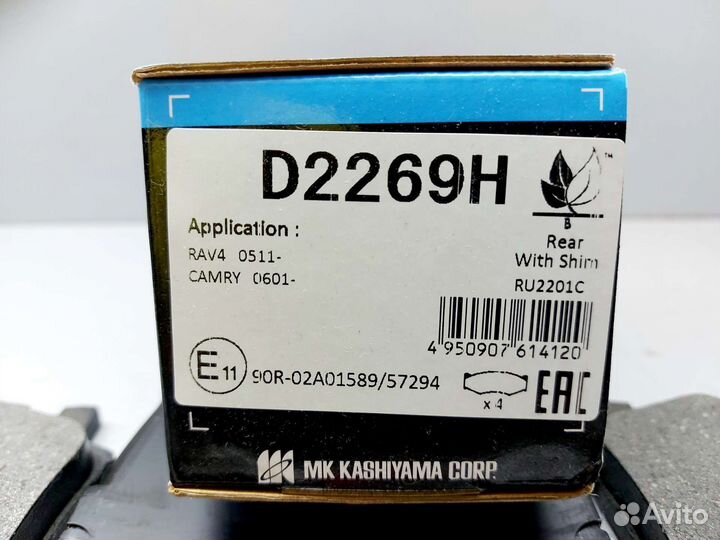 D2269H
TM
B
Application :
RAV4 0511-
CAMRY 0601-
Rear
With Shim
RU2201C
4 950907 614120
E11 90R-02A01589/57294
x 4
EAC
MK KASHIYAMA CORP.
Avito